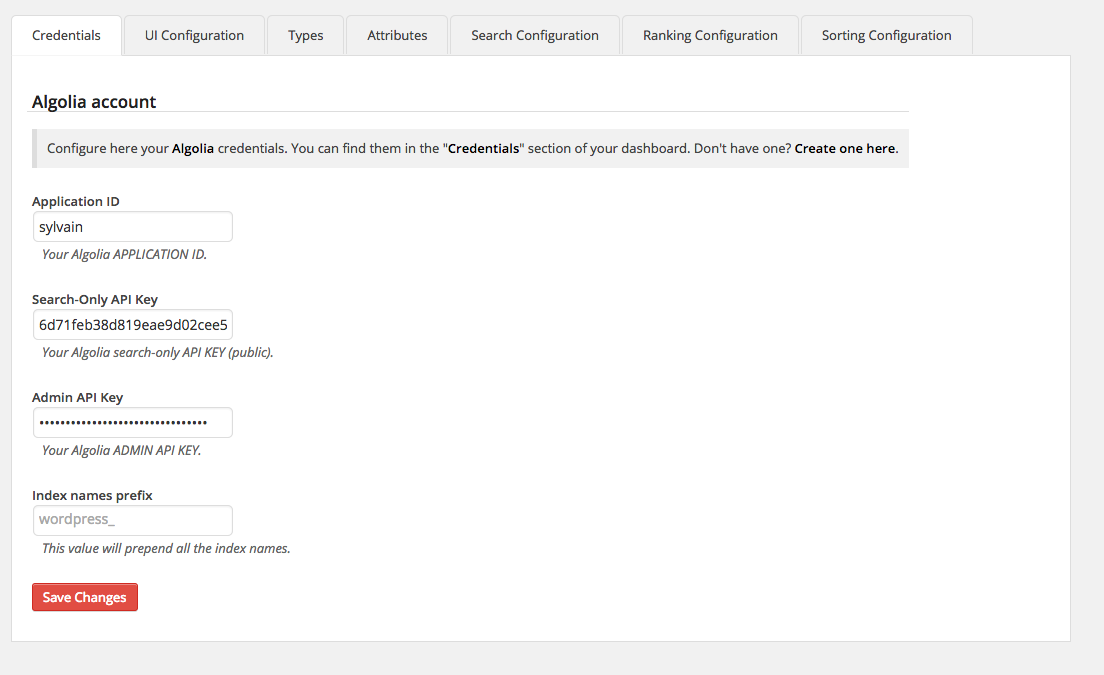 Credentials UI Configuration Types Attributes Search Configuration Ranking Configuration Sorting Configuration
Algolia account
Configure here your Algolia credentials. You can find them in the "Credentials" section of your dashboard. Don't have one? Create one here.
Application ID
sylvain
Your Algolia APPLICATION ID.
Search-Only API Key
6d71feb38d819eae9d02cee5
Your Algolia search-only API KEY (public).
Admin API Key
••••••••••••••••••••••••••••••••
Your Algolia ADMIN API KEY.
Index names prefix
wordpress_
This value will prepend all the index names.
Save Changes